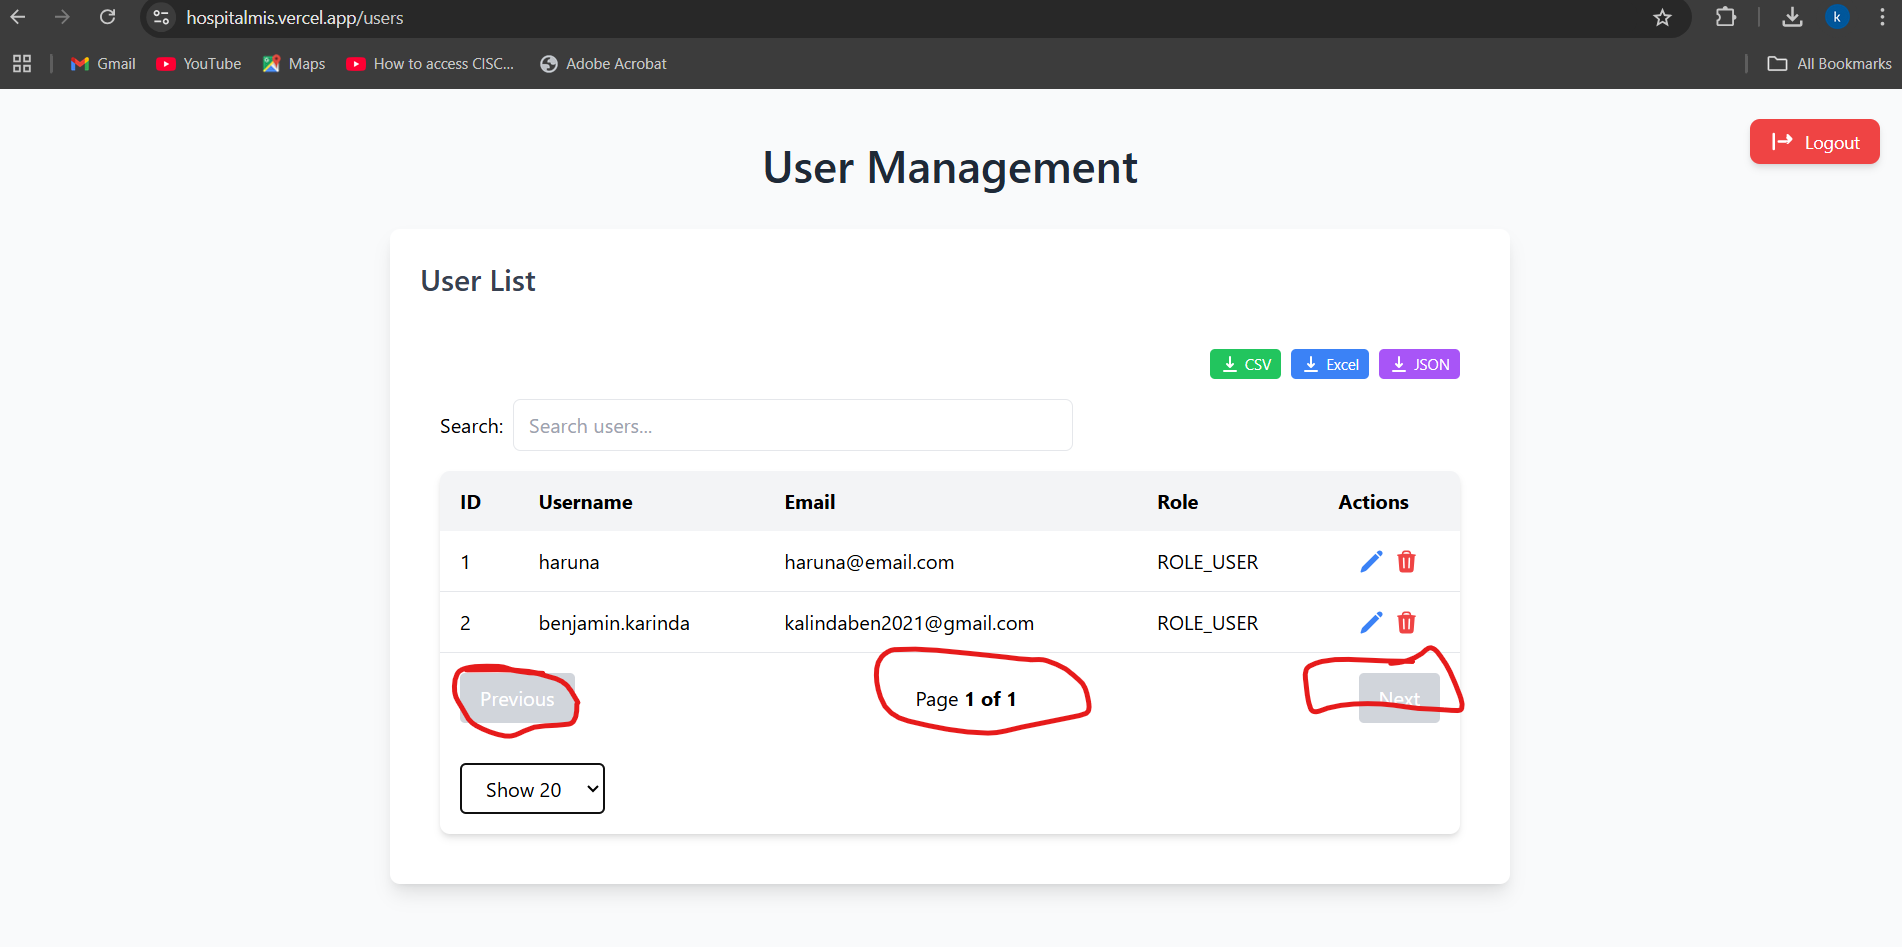 hospitalmis.vercel.app/users
k
Gmail YouTube Maps How to access CISC... Adobe Acrobat All Bookmarks
Logout
User Management
User List
CSV Excel JSON
Search: Search users...
ID Username Email Role Actions
1 haruna haruna@email.com ROLE_USER
2 benjamin.karinda kalindaben2021@gmail.com ROLE_USER
Previous Page 1 of 1 Next
Show 20